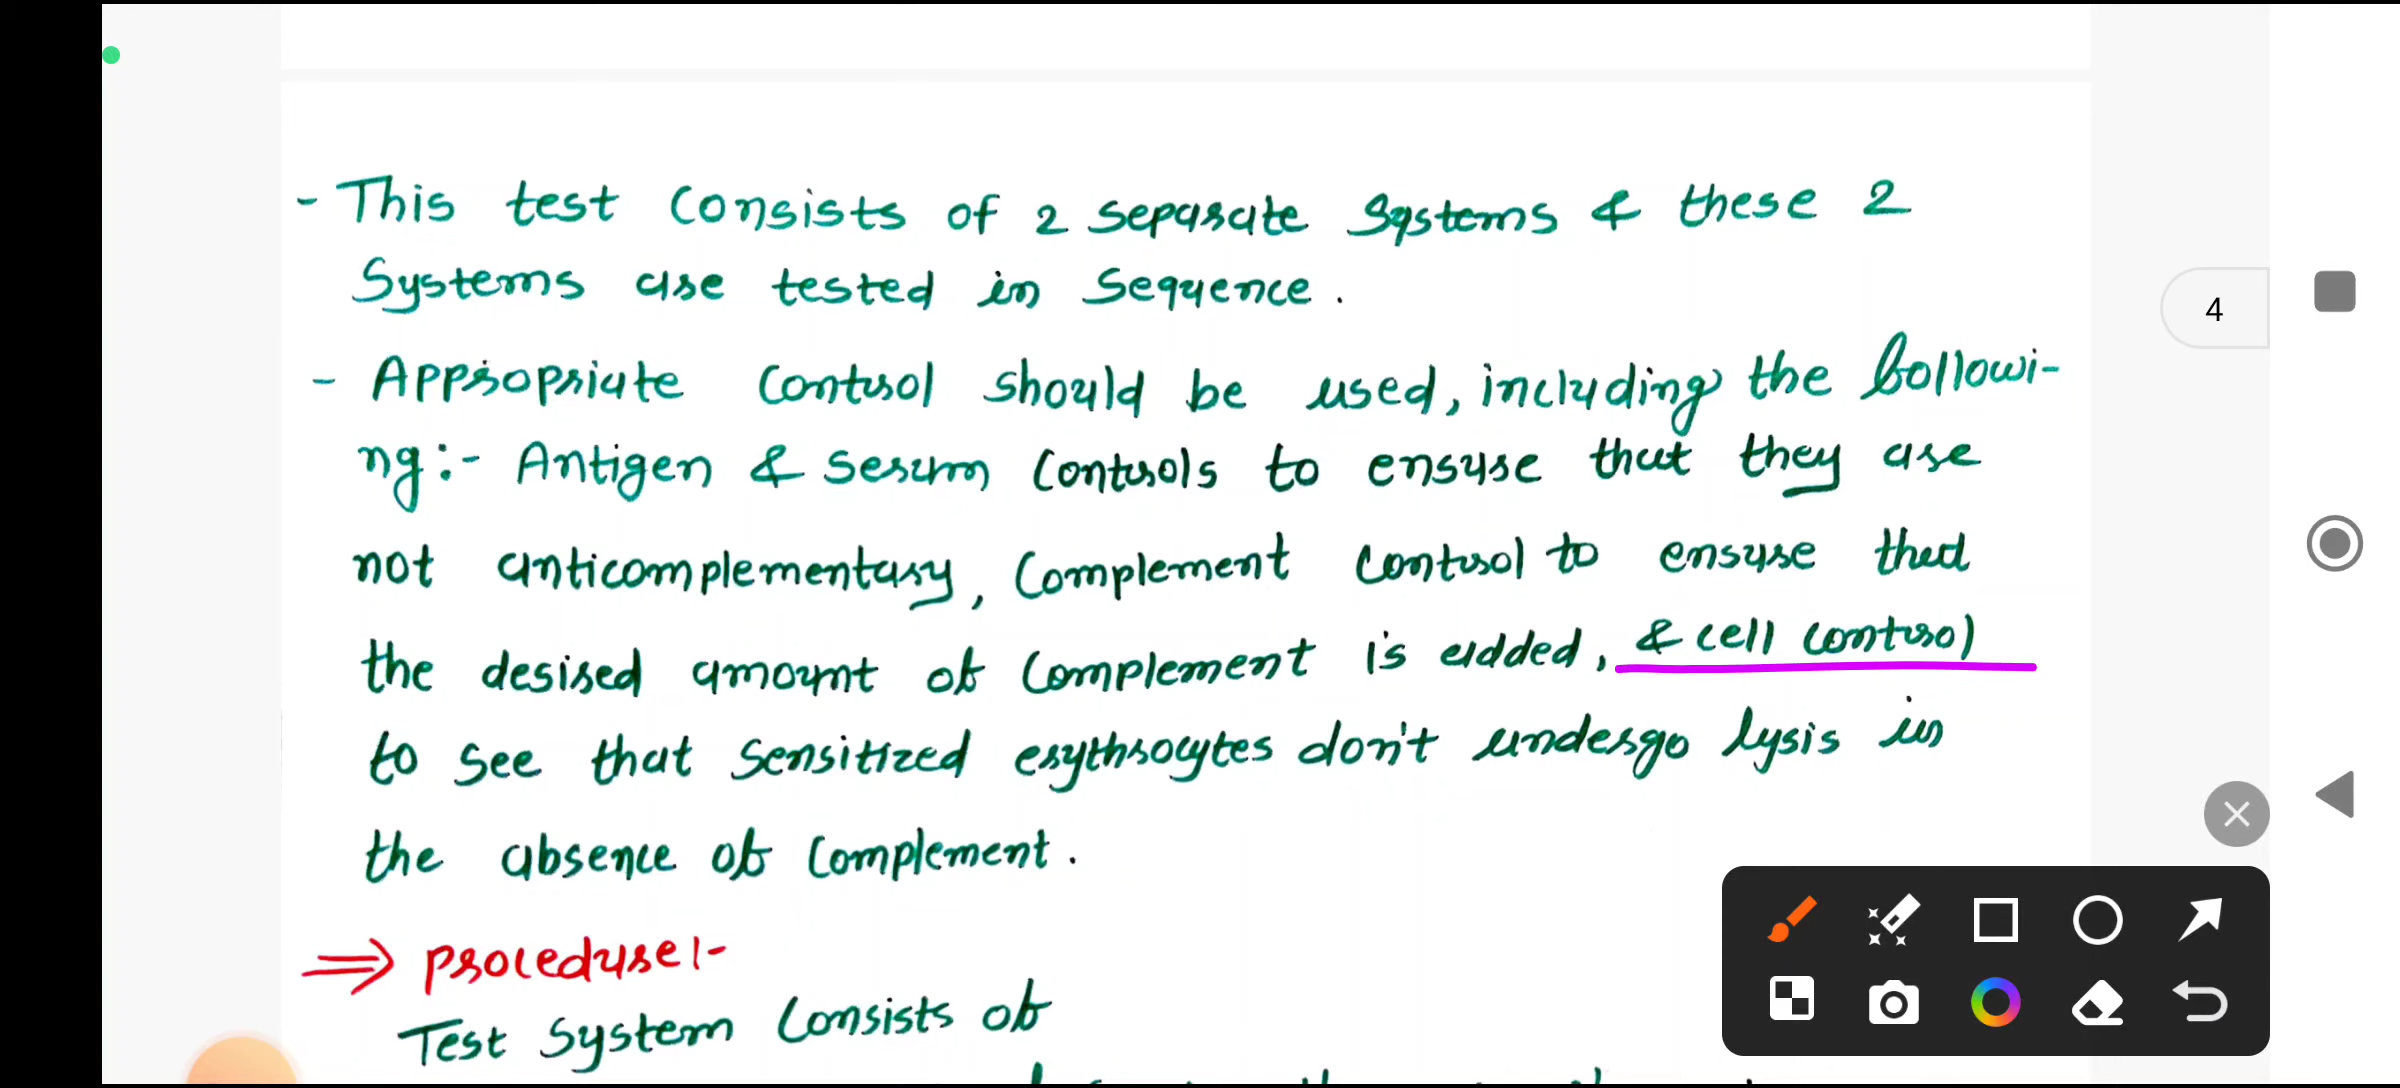 - This test consists of 2 separate systems & these 2
systems are tested in sequence.
- Appropriate control should be used, including the followi-
ng:- Antigen & serum controls to ensure that they are
not anticomplementary, complement control to ensure that
the desired amount of complement is added, & cell control
to see that sensitized erythrocytes don't undergo lysis in
the absence of complement.
⇒ procedure:-
Test system consists of
4